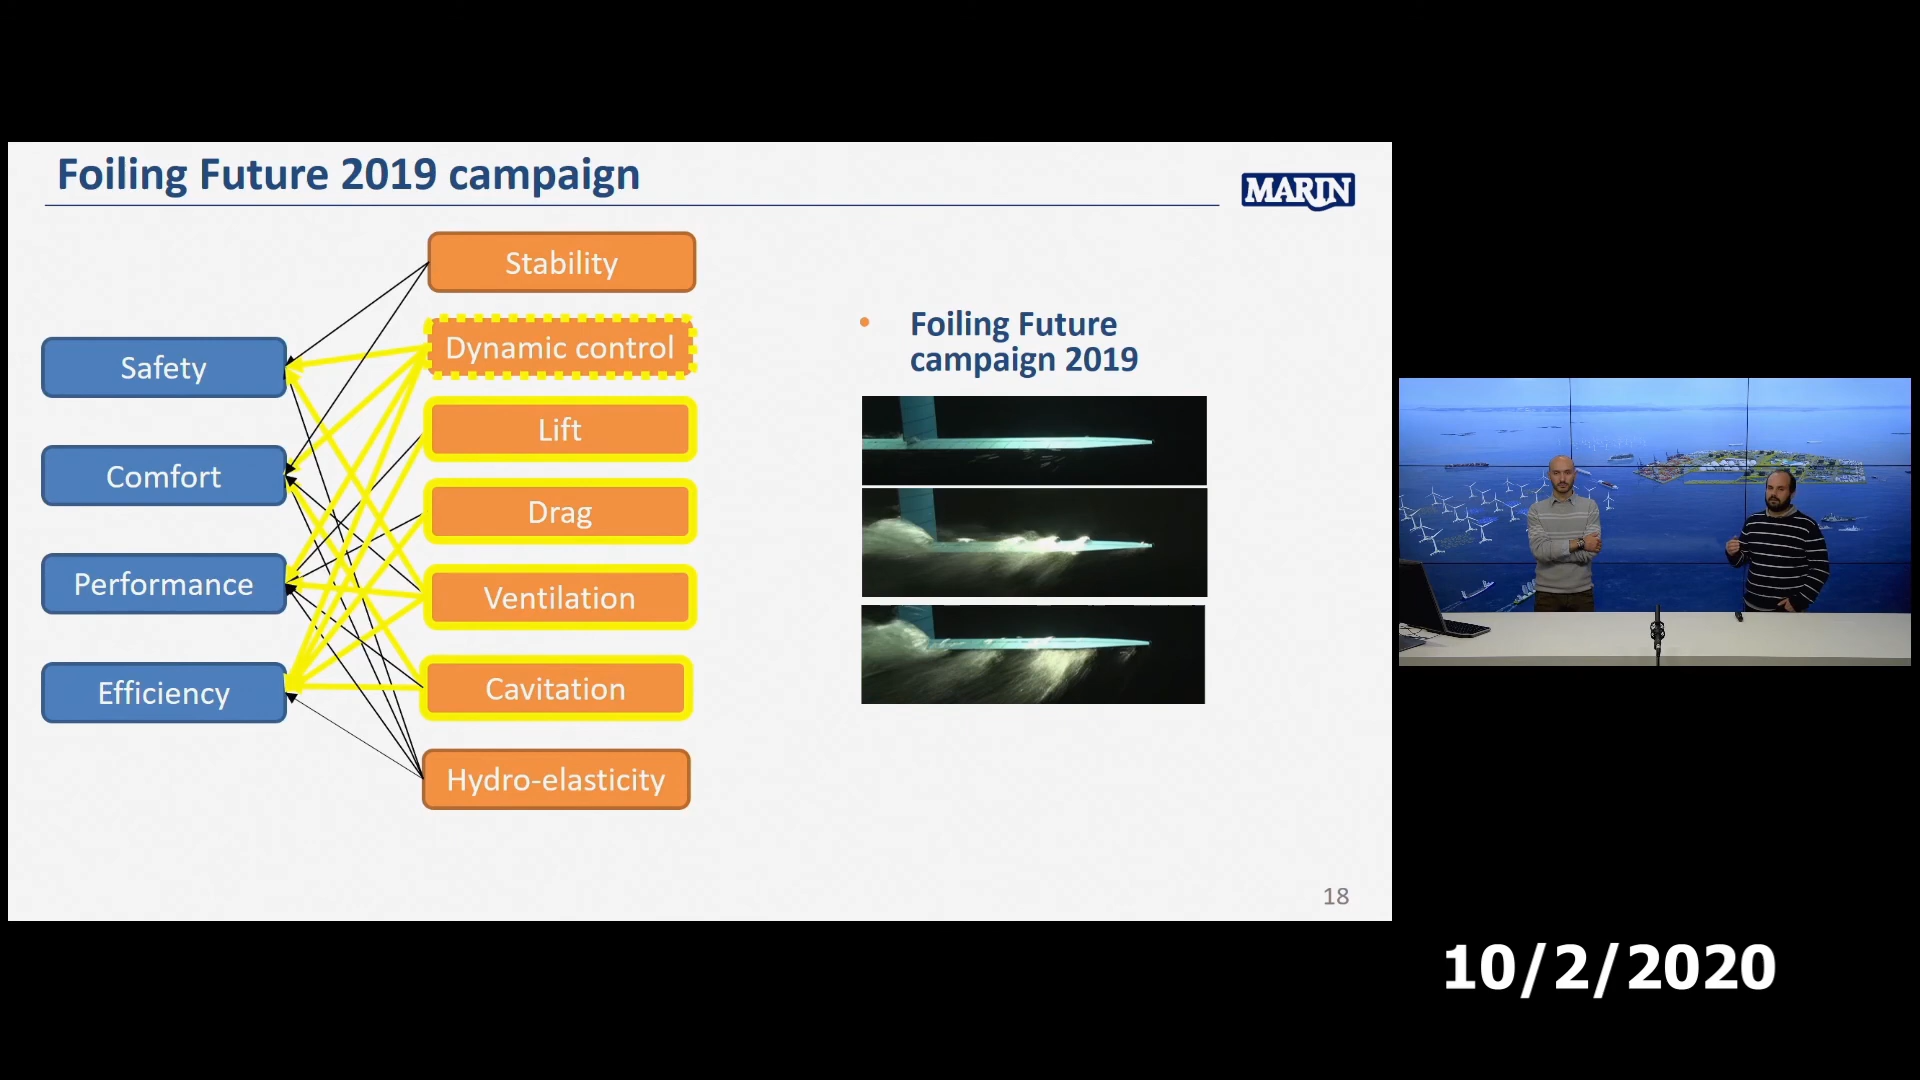 Foiling Future 2019 campaign
MARIN
Stability
Dynamic control
Lift
Drag
Ventilation
Cavitation
Hydro-elasticity
Safety
Comfort
Performance
Efficiency
• Foiling Future
campaign 2019
18
10/2/2020